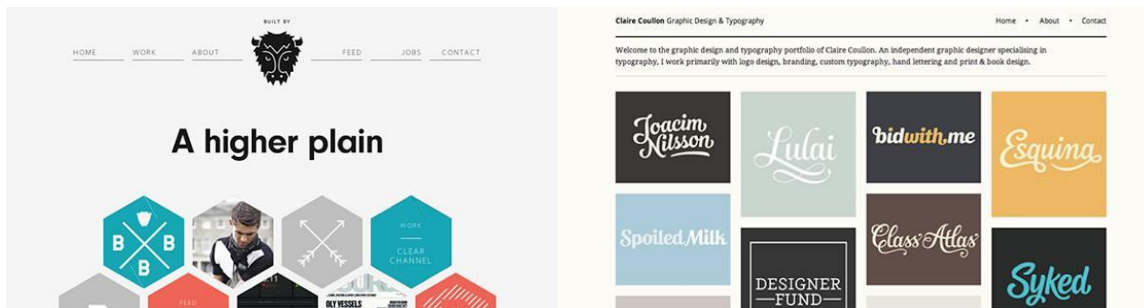 BUILT BY
HOME WORK ABOUT FEED JOBS CONTACT
A higher plain
B B
B
WORK
CLEAR
CHANNEL
FEED
OLY VESSELS
Claire Coullon Graphic Design & Typography
Home • About • Contact
Welcome to the graphic design and typography portfolio of Claire Coullon. An independent graphic designer specialising in
typography, I work primarily with logo design, branding, custom typography, hand lettering and print & book design.
Joacim
Nilsson
Lulai
bidwith.me
Esquina
Spoiled Milk
Class Atlas
DESIGNER
FUND
Syked